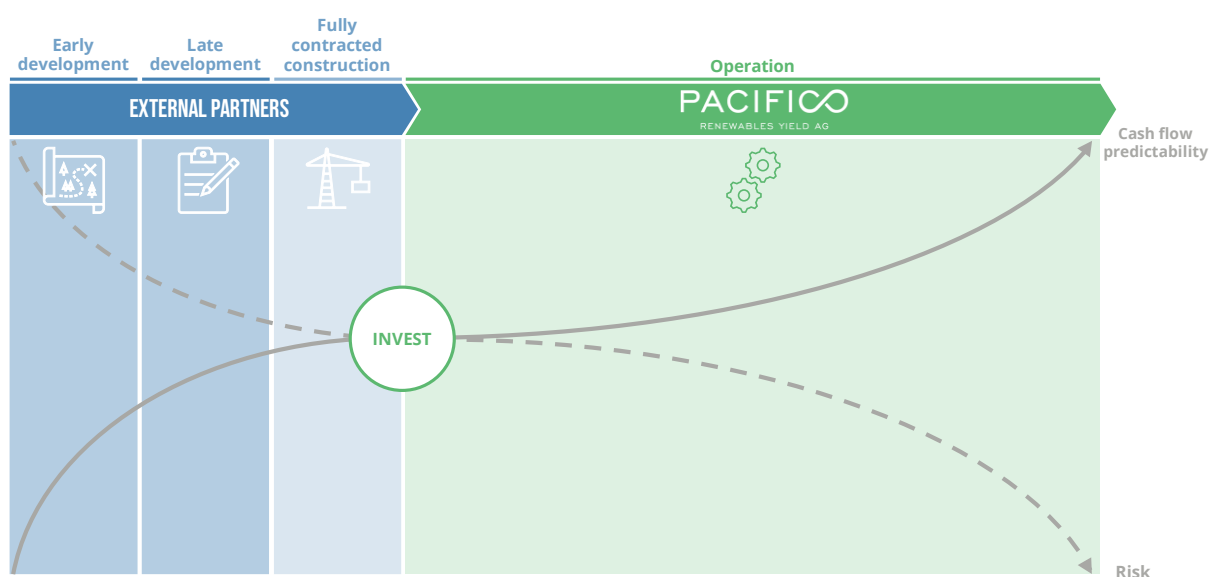 Early
development
Late
development
Fully
contracted
construction
Operation
EXTERNAL PARTNERS
PACIFICO
RENEWABLES YIELD AG
Cash flow
predictability
INVEST
Risk